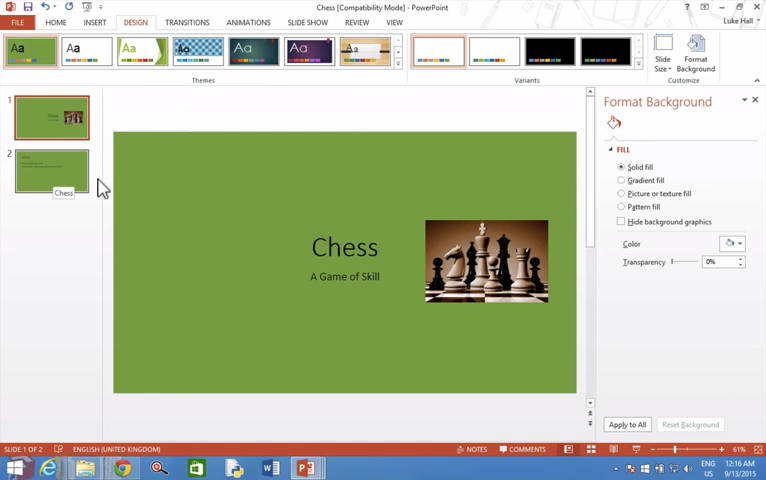 Chess [Compatibility Mode] - PowerPoint
FILE HOME INSERT DESIGN TRANSITIONS ANIMATIONS SLIDE SHOW REVIEW VIEW Luke Hall
Aa Aa Aa Aa Aa Aa Aa
Slide Size
Format Background
Themes Variants Customize
1
Chess
2
Chess
Chess
A Game of Skill
Format Background
FILL
Solid fill
Gradient fill
Picture or texture fill
Pattern fill
Hide background graphics
Color
Transparency 0%
Apply to All Reset Background
SLIDE 1 OF 2 ENGLISH (UNITED KINGDOM) NOTES COMMENTS 61%
ENG 12:16 AM
US 9/13/2015